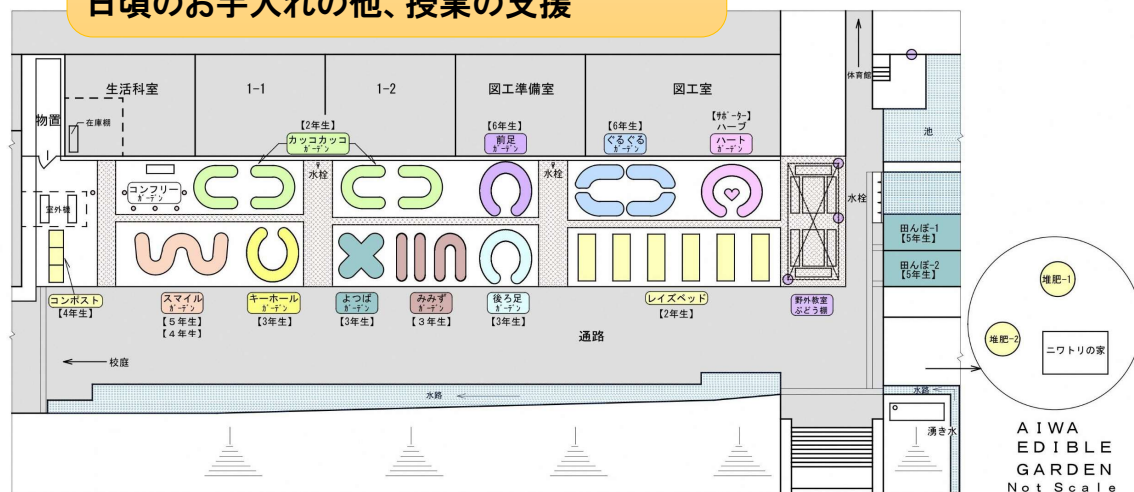 日頃のお手入れの他、授業の支援
生活科室
1-1
1-2
図工準備室
図工室
体育館
物置
在庫棚
【2年生】
カッコカッコ
ガーデン
【6年生】
前足
ガーデン
【6年生】
ぐるぐる
ガーデン
【サポーター】
ハーブ
ハート
ガーデン
池
水栓
水栓
水栓
コンフリー
ガーデン
室外機
田んぼ-1
【5年生】
田んぼ-2
【5年生】
コンポスト
【4年生】
スマイル
ガーデン
【5年生】
【4年生】
キーホール
ガーデン
【3年生】
よつば
ガーデン
【3年生】
みみず
ガーデン
【3年生】
後ろ足
ガーデン
【3年生】
レイズベッド
【2年生】
野外教室
ぶどう棚
通路
校庭
水路
水路
湧き水
堆肥-1
堆肥-2
ニワトリの家
AIWA
EDIBLE
GARDEN
Not Scale